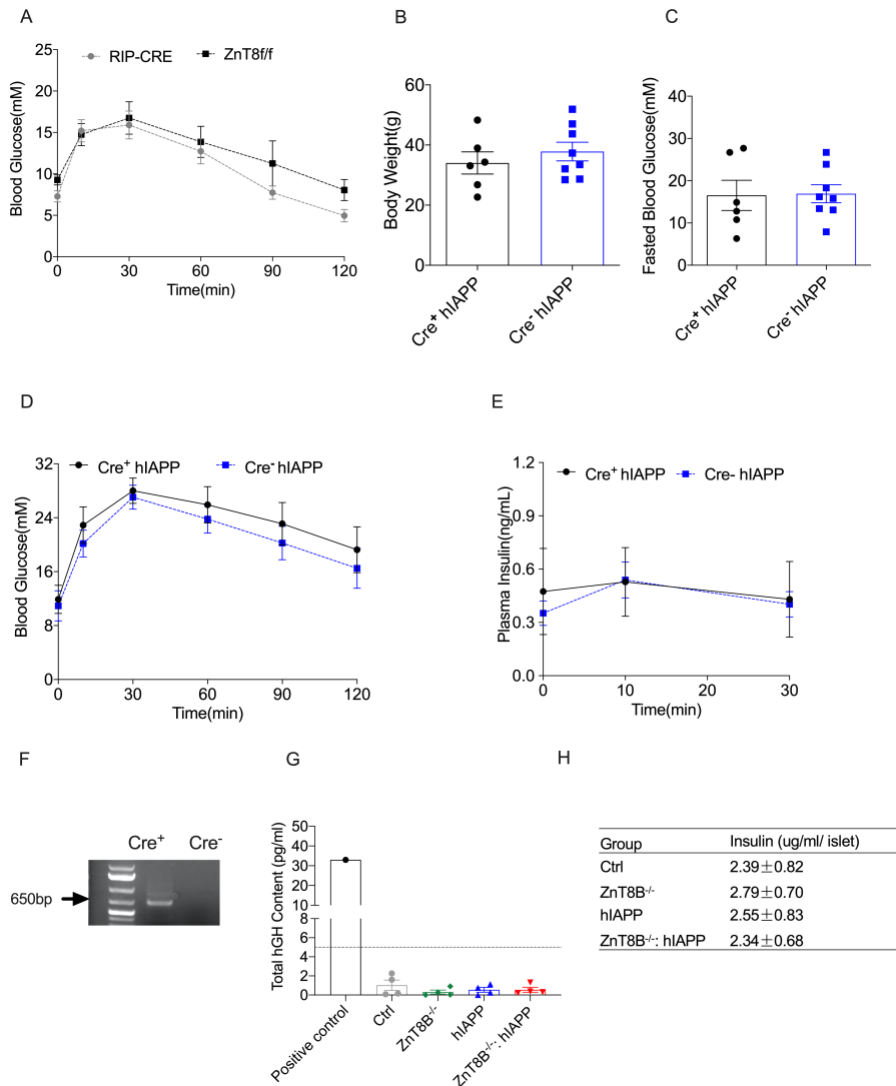 A
RIP-CRE
ZnT8f/f
25
20
15
10
5
0
Blood Glucose(mM)
0 30 60 90 120
Time(min)
B
60
40
20
0
Body Weight(g)
Cre⁺ hIAPP
Cre⁻ hIAPP
C
40
30
20
10
0
Fasted Blood Glucose(mM)
Cre⁺ hIAPP
Cre⁻ hIAPP
D
Cre⁺ hIAPP
Cre⁻ hIAPP
32
24
16
8
0
Blood Glucose(mM)
0 30 60 90 120
Time(min)
E
Cre⁺ hIAPP
Cre- hIAPP
1.2
0.9
0.6
0.3
0.0
Plasma Insulin(ng/mL)
0 10 20 30
Time(min)
F
Cre⁺ Cre⁻
650bp
G
50
40
30
20
10
8
6
4
2
0
Total hGH Content (pg/ml)
Positive control
Ctrl
ZnT8B⁻/⁻
hIAPP
ZnT8B⁻/⁻: hIAPP
H
Group Insulin (ug/ml/ islet)
Ctrl 2.39±0.82
ZnT8B⁻/⁻ 2.79±0.70
hIAPP 2.55±0.83
ZnT8B⁻/⁻: hIAPP 2.34±0.68